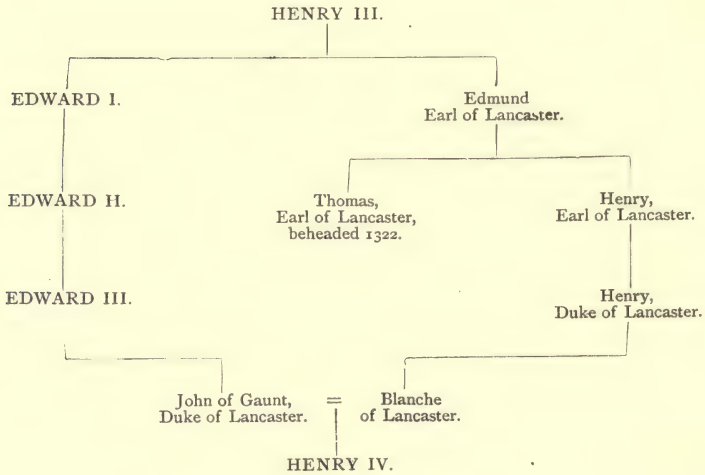 HENRY III.
EDWARD I.
Edmund
Earl of Lancaster.
EDWARD H.
Thomas,
Earl of Lancaster,
beheaded 1322.
Henry,
Earl of Lancaster.
EDWARD III.
Henry,
Duke of Lancaster.
John of Gaunt,
Duke of Lancaster.
=
Blanche
of Lancaster.
HENRY IV.